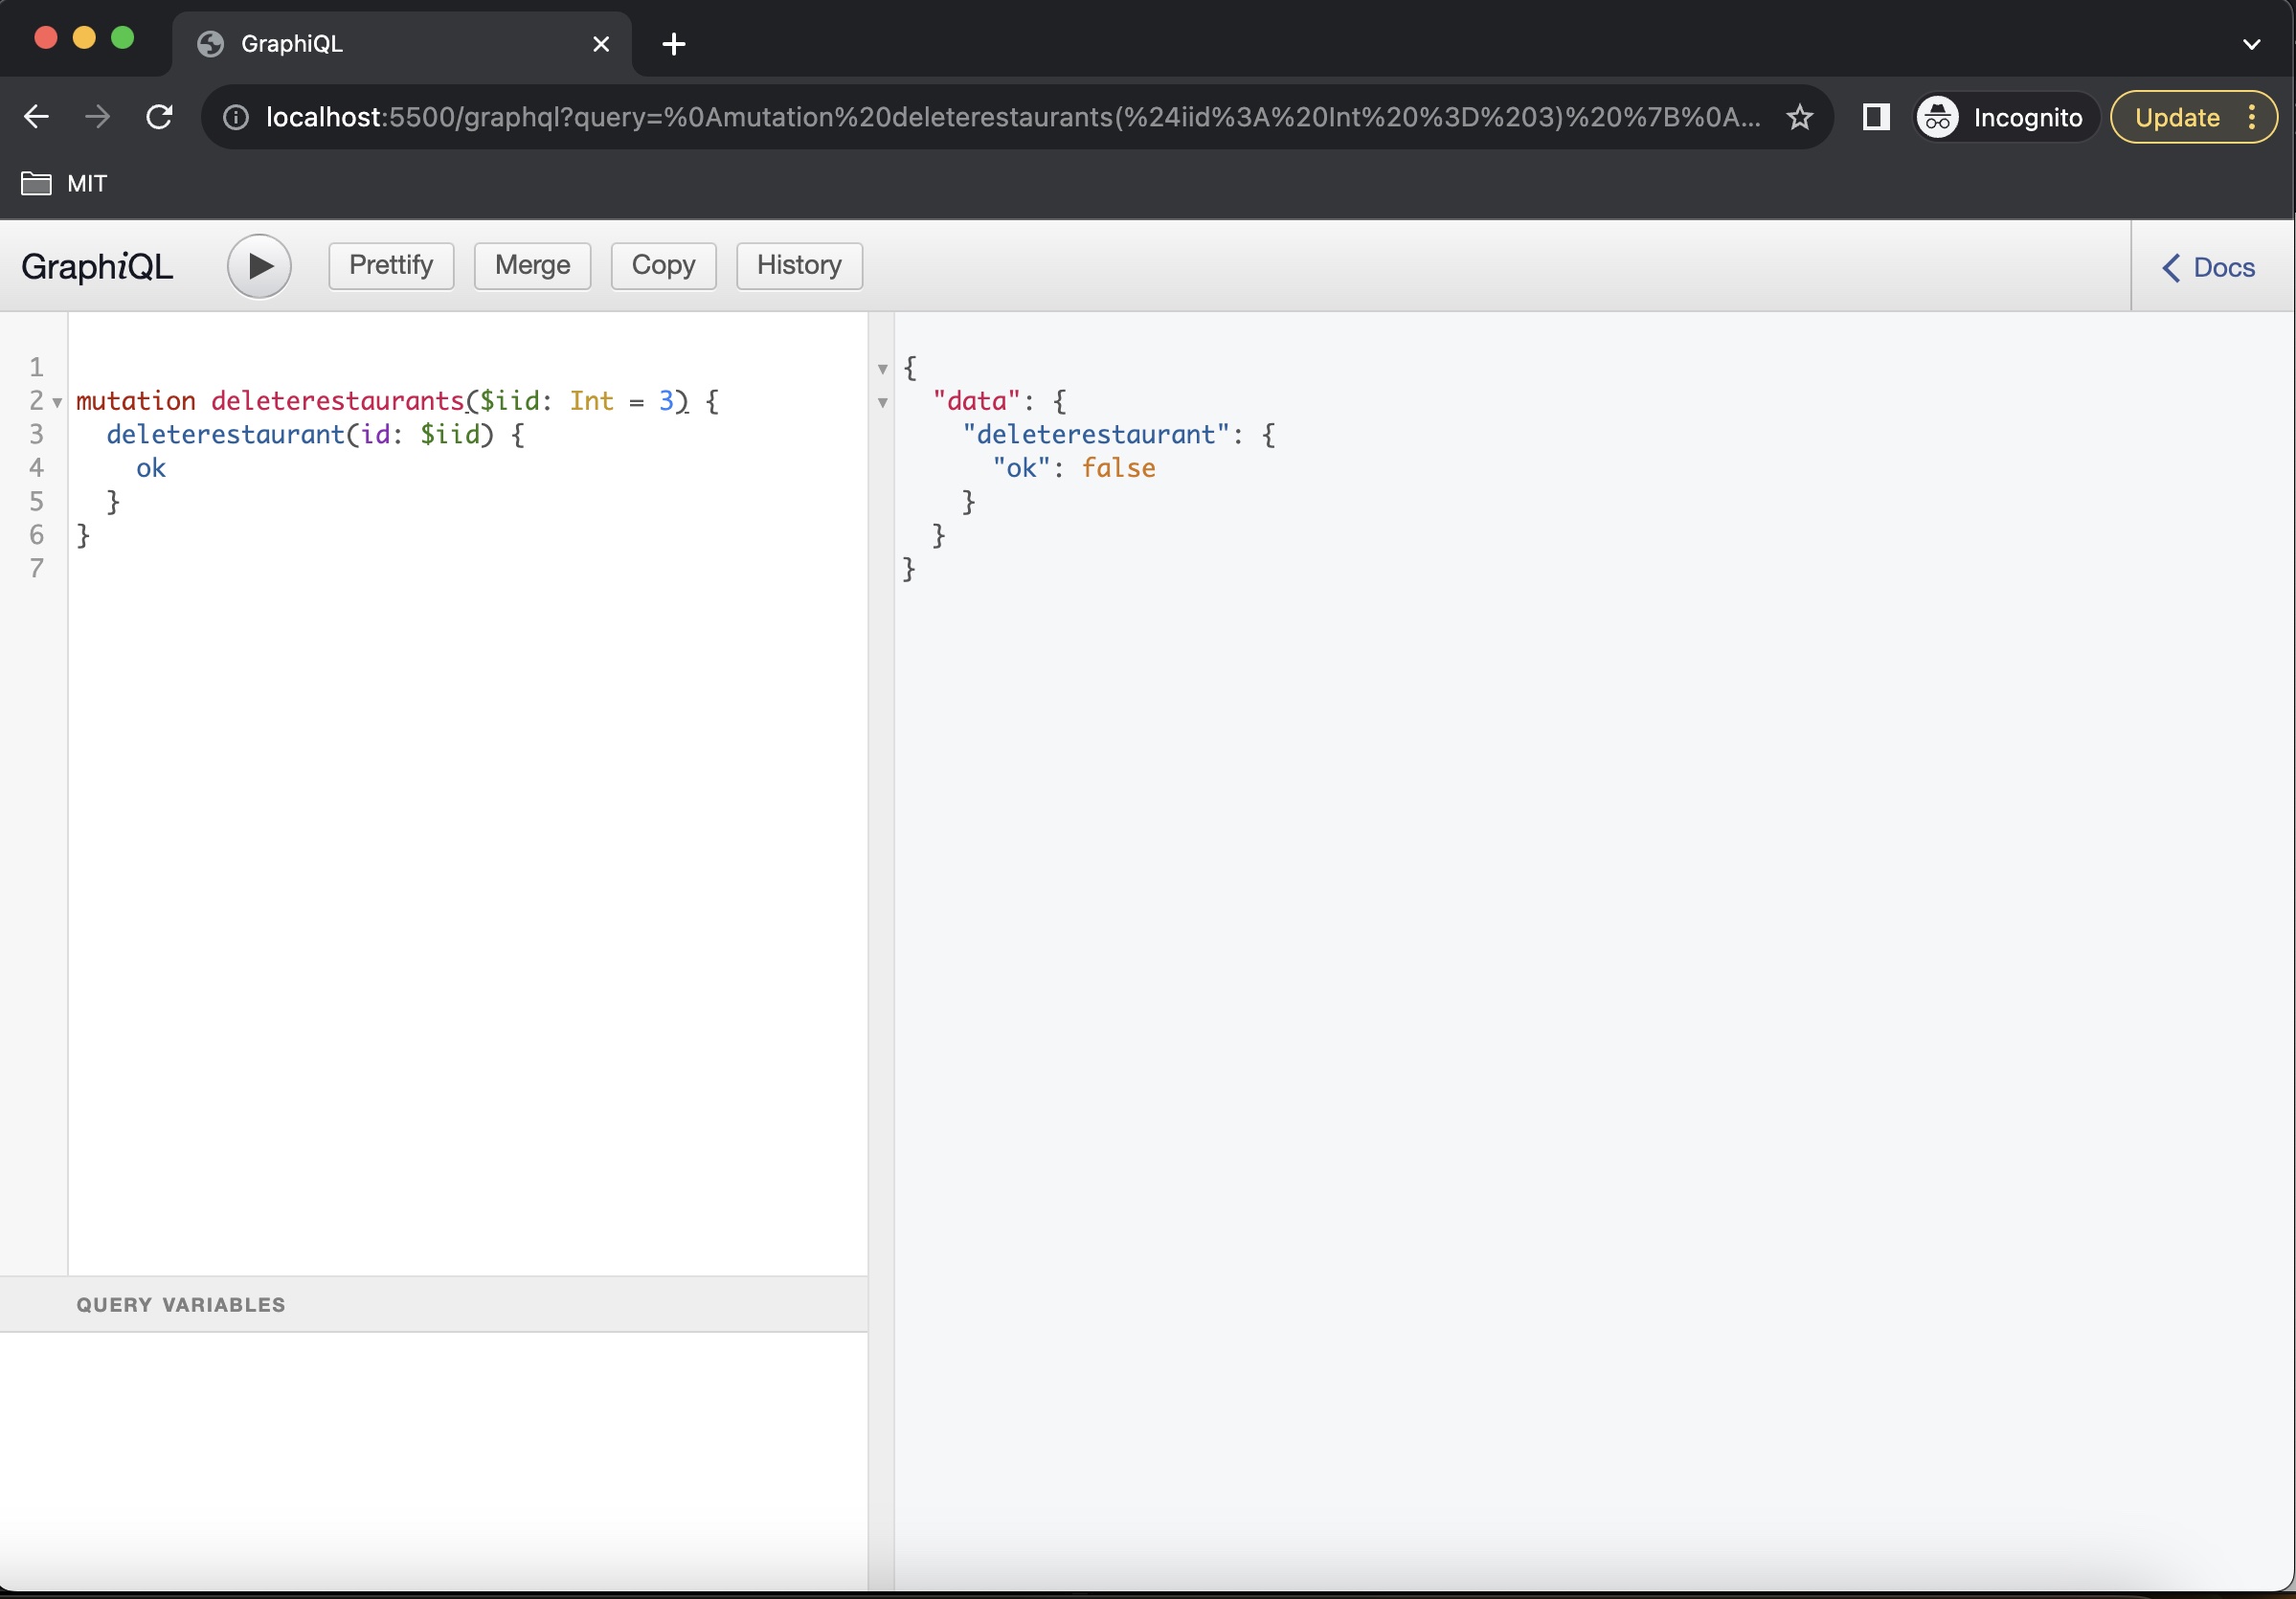 GraphiQL
localhost:5500/graphql?query=%0Amutation%20deleterestaurants(%24iid%3A%20Int%20%3D%203)%20%7B%0A...
Incognito
Update
MIT
GraphiQL
Prettify
Merge
Copy
History
Docs
1
2 mutation deleterestaurants($iid: Int = 3) {
3   deleterestaurant(id: $iid) {
4     ok
5   }
6 }
7
{
  "data": {
    "deleterestaurant": {
      "ok": false
    }
  }
}
QUERY VARIABLES